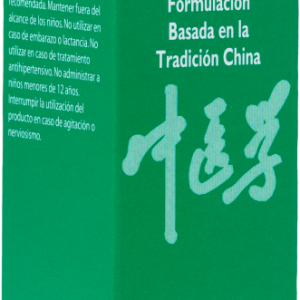 recomendada. Mantener fuera del
alcance de los niños. No utilizar en
caso de embarazo o lactancia. No
utilizar en caso de tratamiento
antihipertensivo. No administrar a
niños menores de 12 años.
Interrumpir la utilización del
producto en caso de agitación o
nerviosismo.
Formulación
Basada en la
Tradición China
中医学